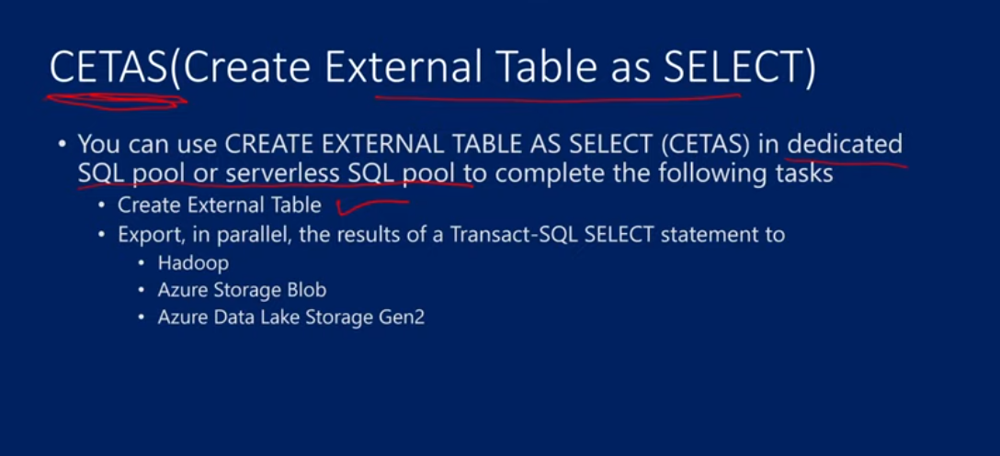 CETAS(Create External Table as SELECT)
• You can use CREATE EXTERNAL TABLE AS SELECT (CETAS) in dedicated
SQL pool or serverless SQL pool to complete the following tasks
• Create External Table
• Export, in parallel, the results of a Transact-SQL SELECT statement to
• Hadoop
• Azure Storage Blob
• Azure Data Lake Storage Gen2